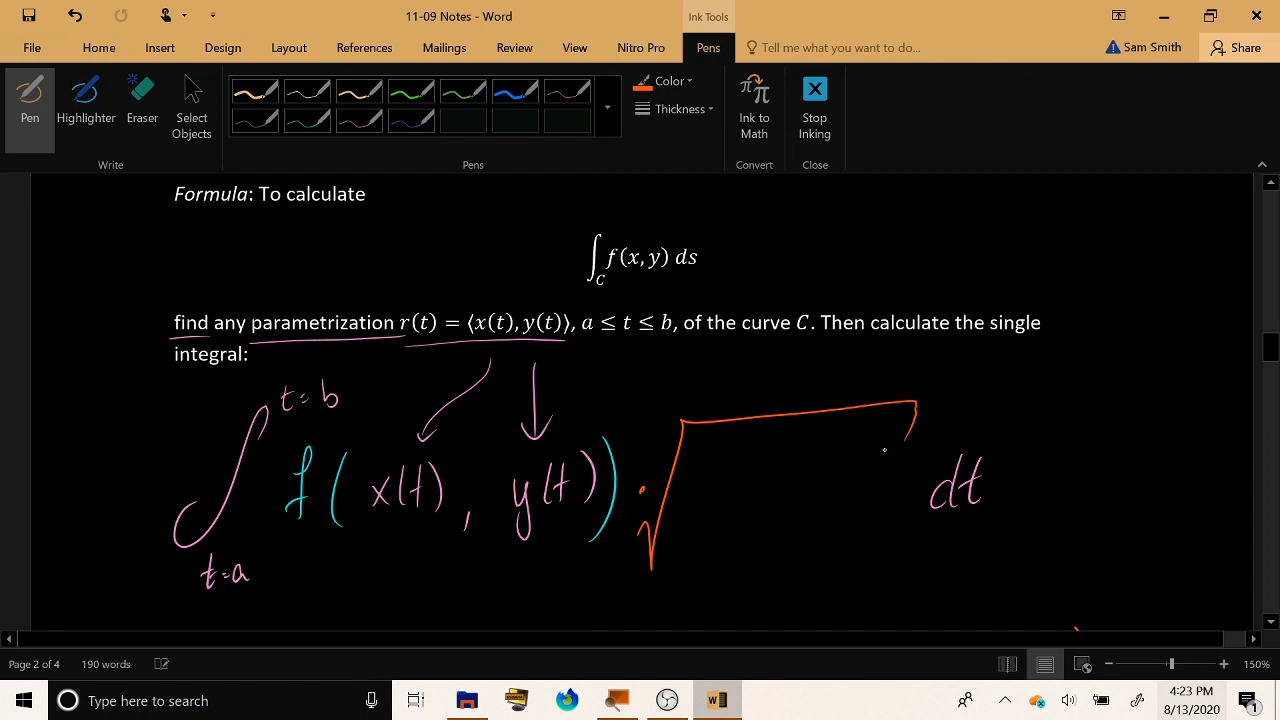 11-09 Notes - Word
Ink Tools
File Home Insert Design Layout References Mailings Review View Nitro Pro Pens Tell me what you want to do... Sam Smith Share
Pen Highlighter Eraser Select Objects
Color
Thickness
Ink to Math
Stop Inking
Write Pens Convert Close
Formula: To calculate
∫_C f(x, y) ds
find any parametrization r(t) = ⟨x(t), y(t)⟩, a ≤ t ≤ b, of the curve C. Then calculate the single
integral:
∫_{t=a}^{t=b} f( x(t) , y(t) ) · √ dt
Page 2 of 4 190 words 150%
Type here to search
4:23 PM
8/13/2020
1